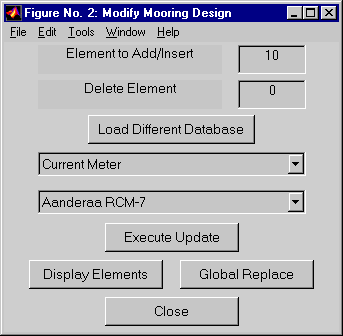 Figure No. 2: Modify Mooring Design
File Edit Tools Window Help
Element to Add/Insert 10
Delete Element 0
Load Different Database
Current Meter
Aanderaa RCM-7
Execute Update
Display Elements Global Replace
Close